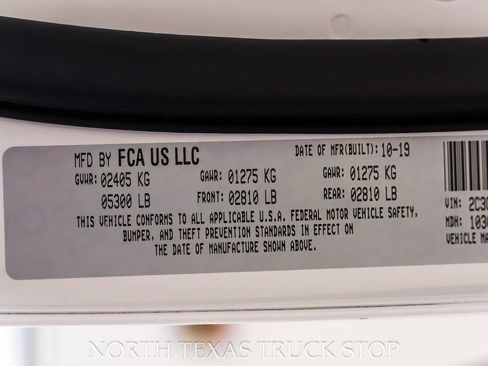 MFD BY FCA US LLC DATE OF MFR(BUILT): 10-19
GVWR: 02405 KG GAWR: 01275 KG GAWR: 01275 KG
05300 LB FRONT: 02810 LB REAR: 02810 LB
THIS VEHICLE CONFORMS TO ALL APPLICABLE U.S.A. FEDERAL MOTOR VEHICLE SAFETY,
BUMPER, AND THEFT PREVENTION STANDARDS IN EFFECT ON
THE DATE OF MANUFACTURE SHOWN ABOVE.
VIN: 2C3C
MDH: 1030
VEHICLE MA
NORTH TEXAS TRUCK STOP